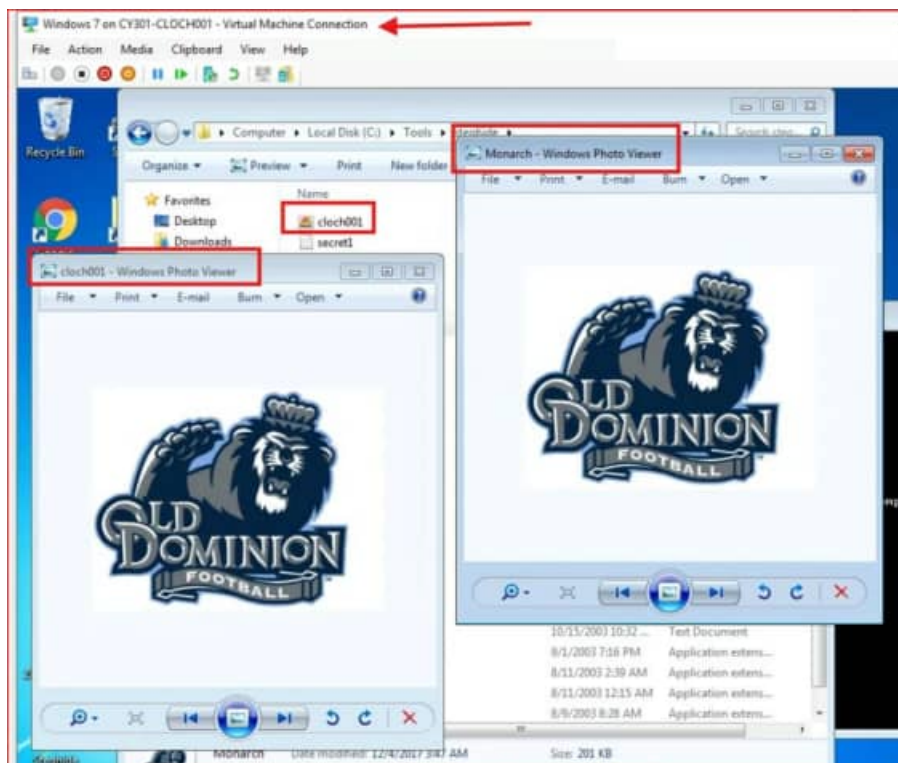 Windows 7 on CY301-CLOCH001 - Virtual Machine Connection
File Action Media Clipboard View Help
Recycle Bin
Computer Local Disk (C:) Tools
Organize Preview Print New folder
Monarch - Windows Photo Viewer
File Print E-mail Burn Open
Favorites
Desktop
Downloads
Name
cloch001
secret1
cloch001 - Windows Photo Viewer
File Print E-mail Burn Open
OLD
DOMINION
FOOTBALL
OLD
DOMINION
FOOTBALL
10/15/2003 10:32 ... Text Document
8/1/2003 7:16 PM Application extens...
8/11/2003 2:39 AM Application extens...
8/11/2003 12:15 AM Application extens...
8/9/2003 8:28 AM Application extens...
Monarch Date modified: 12/4/2017 3:47 AM Size: 201 KB